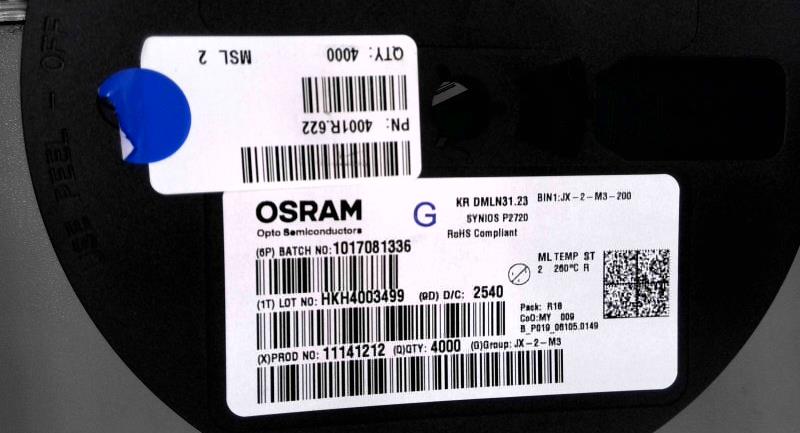 PEEL - OFF
QTY: 4000 MSL 2
PN: 4001R.622
OSRAM
Opto Semiconductors
G
KR DMLN31.23 BIN1:JX-2-M3-200
SYNIOS P2720
RoHS Compliant
(6P) BATCH NO:1017081336
ML TEMP ST
2 260°C R
(1T) LOT NO: HKH4003499 (9D) D/C: 2540
Pack: R18
CoO:MY 009
B_P019_06105.0149
(X)PROD NO: 11141212 (Q)QTY: 4000 (G)Group: JX-2-M3